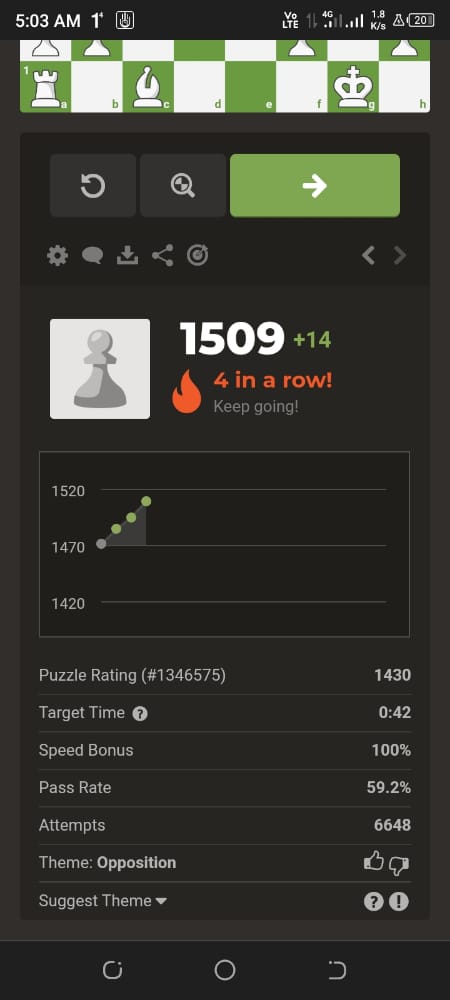 5:03 AM 1 Vo LTE 4G 1.8 K/s 20
1 a b c d e f g h
1509 +14
4 in a row!
Keep going!
1520
1470
1420
Puzzle Rating (#1346575) 1430
Target Time ? 0:42
Speed Bonus 100%
Pass Rate 59.2%
Attempts 6648
Theme: Opposition
Suggest Theme ? !